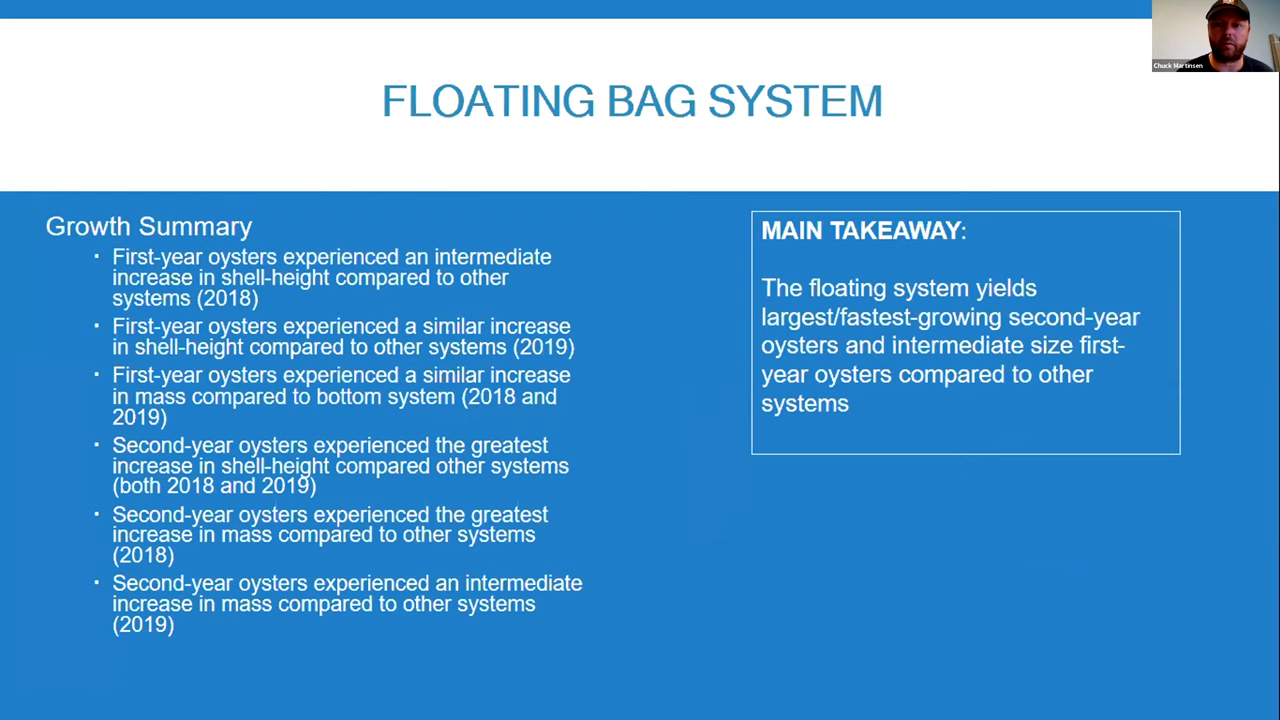 Chuck Martinsen
FLOATING BAG SYSTEM
Growth Summary
· First-year oysters experienced an intermediate
increase in shell-height compared to other
systems (2018)
· First-year oysters experienced a similar increase
in shell-height compared to other systems (2019)
· First-year oysters experienced a similar increase
in mass compared to bottom system (2018 and
2019)
· Second-year oysters experienced the greatest
increase in shell-height compared other systems
(both 2018 and 2019)
· Second-year oysters experienced the greatest
increase in mass compared to other systems
(2018)
· Second-year oysters experienced an intermediate
increase in mass compared to other systems
(2019)
MAIN TAKEAWAY:
The floating system yields
largest/fastest-growing second-year
oysters and intermediate size first-
year oysters compared to other
systems